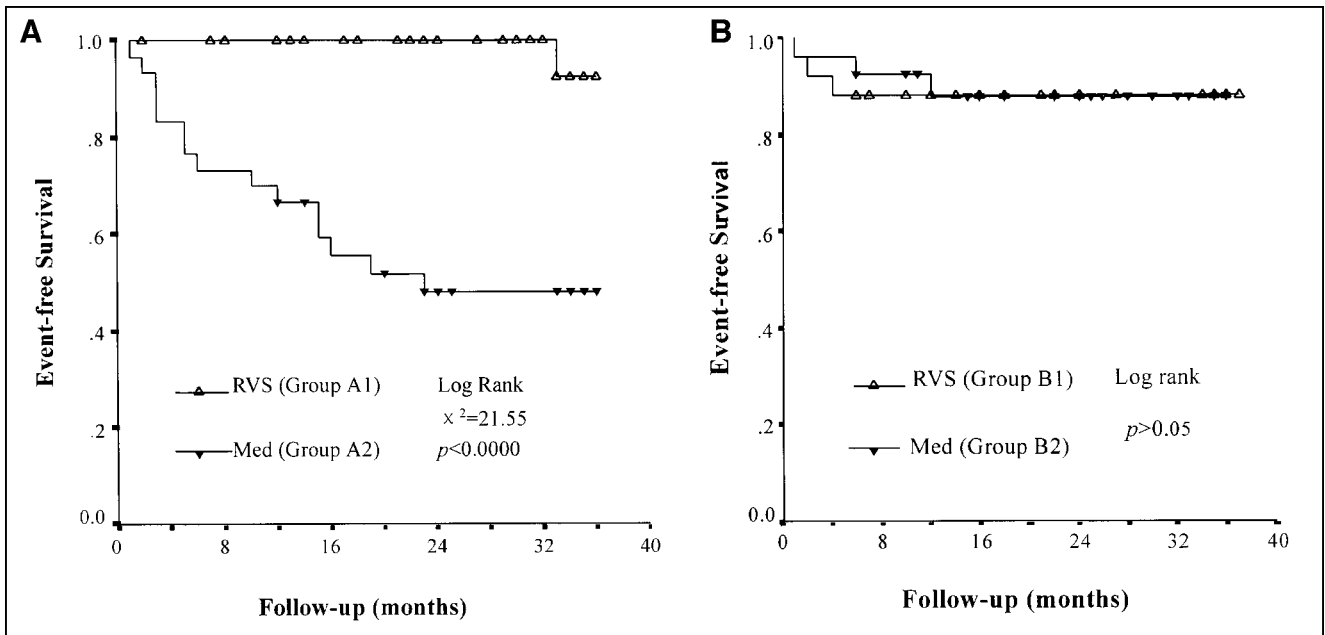 A
1.0
.8
.6
.4
.2
0.0
Event-free Survival
RVS (Group A1)
Med (Group A2)
Log Rank
x ²=21.55
p<0.0000
0 8 16 24 32 40
Follow-up (months)
B
1.0
.8
.6
.4
.2
0.0
Event-free Survival
RVS (Group B1)
Med (Group B2)
Log rank
p>0.05
0 8 16 24 32 40
Follow-up (months)